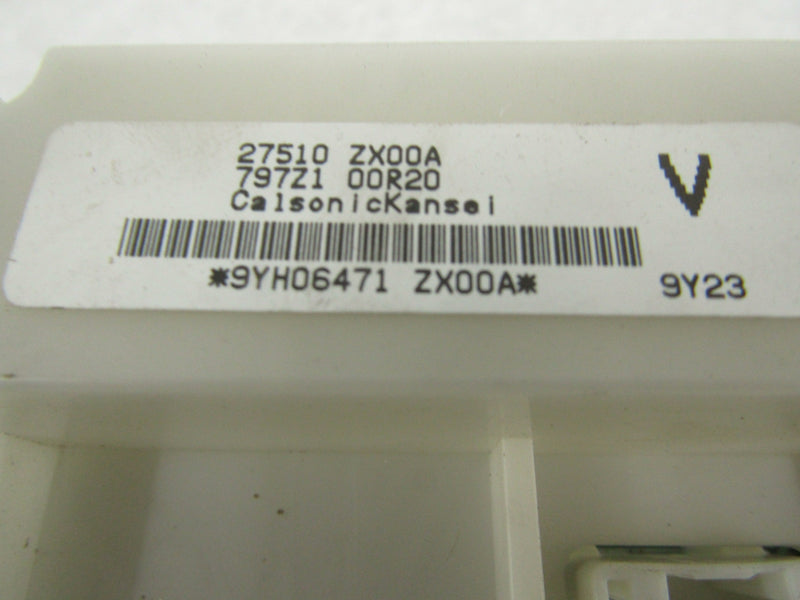 27510 ZX00A
797Z1 00R20
CalsonicKansei
V
*9YH06471 ZX00A*
9Y23